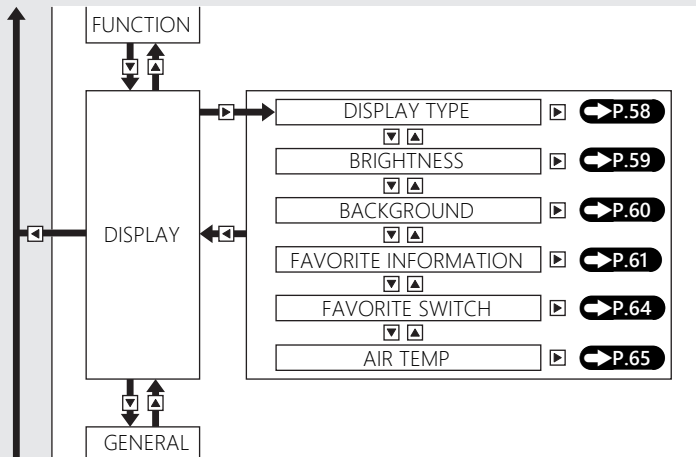 FUNCTION
DISPLAY
DISPLAY TYPE P.58
BRIGHTNESS P.59
BACKGROUND P.60
FAVORITE INFORMATION P.61
FAVORITE SWITCH P.64
AIR TEMP P.65
GENERAL